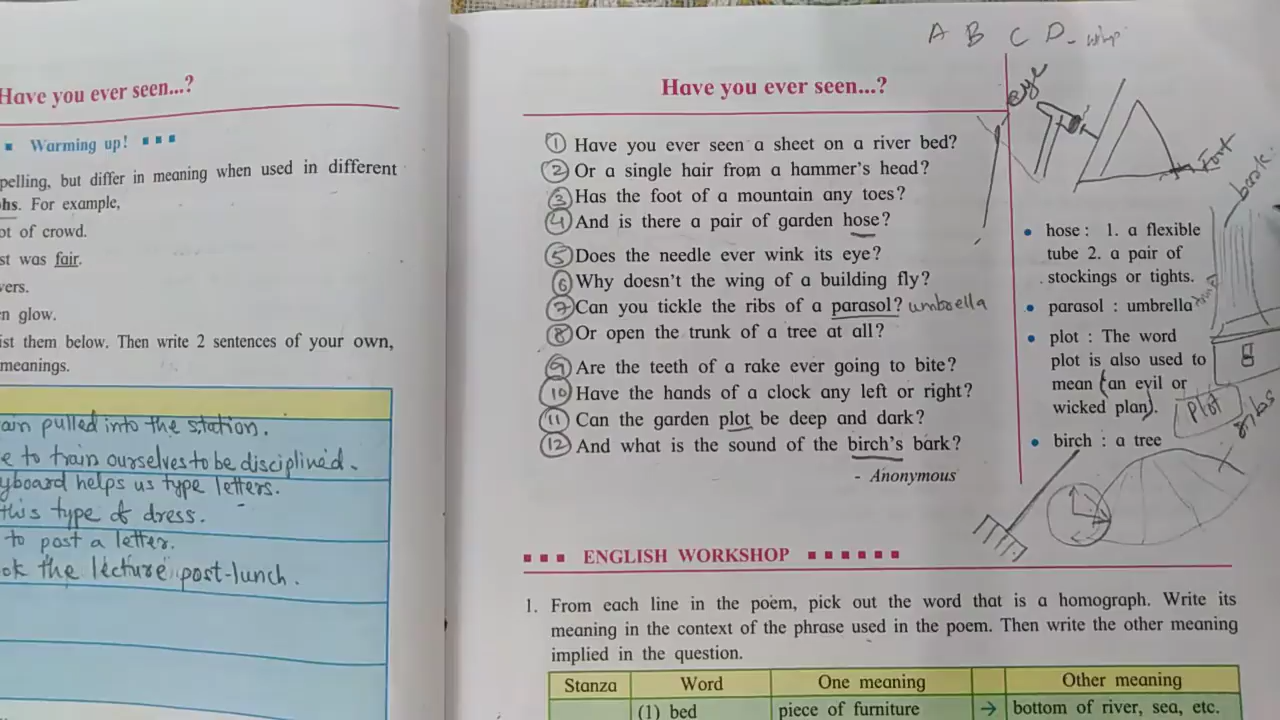 Have you ever seen...?
Warming up!
pelling, but differ in meaning when used in different
hs. For example,
ot of crowd.
st was fair.
vers.
n glow.
ist them below. Then write 2 sentences of your own,
meanings.
ain pulled into the station.
e to train ourselves to be disciplined.
yboard helps us type letters.
this type of dress.
to post a letter.
ok the lecture post-lunch.
A B C D-
Have you ever seen...?
eye
Foot
book
① Have you ever seen a sheet on a river bed?
② Or a single hair from a hammer's head?
③ Has the foot of a mountain any toes?
④ And is there a pair of garden hose?
⑤ Does the needle ever wink its eye?
⑥ Why doesn't the wing of a building fly?
⑦ Can you tickle the ribs of a parasol? umbrella
⑧ Or open the trunk of a tree at all?
⑨ Are the teeth of a rake ever going to bite?
⑩ Have the hands of a clock any left or right?
⑪ Can the garden plot be deep and dark?
⑫ And what is the sound of the birch's bark?
- Anonymous
• hose : 1. a flexible
tube 2. a pair of
stockings or tights.
• parasol : umbrella
• plot : The word
plot is also used to
mean (an evil or
wicked plan).
• birch : a tree
Plot
ribs
ENGLISH WORKSHOP
1. From each line in the poem, pick out the word that is a homograph. Write its
meaning in the context of the phrase used in the poem. Then write the other meaning
implied in the question.
Stanza Word One meaning Other meaning
(1) bed piece of furniture → bottom of river, sea, etc.